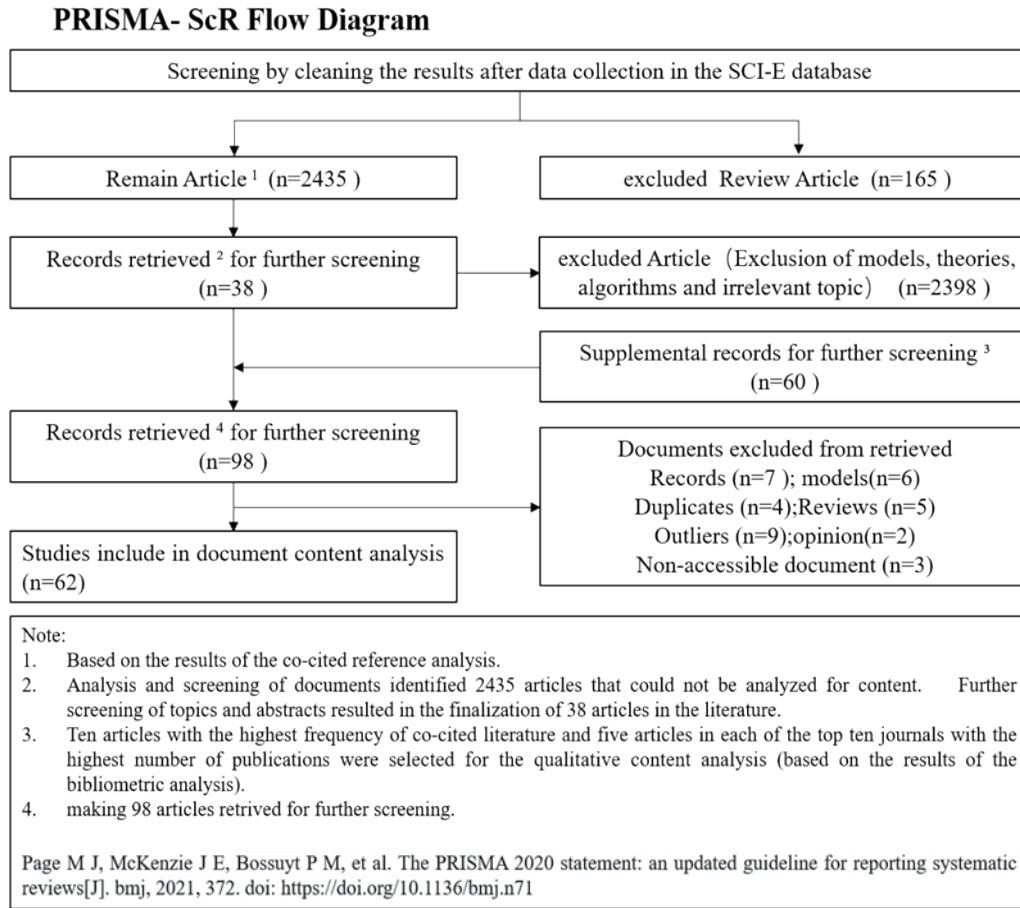 PRISMA- ScR Flow Diagram
Screening by cleaning the results after data collection in the SCI-E database
Remain Article ¹ (n=2435 )
excluded Review Article (n=165 )
Records retrieved ² for further screening
(n=38 )
excluded Article（Exclusion of models, theories,
algorithms and irrelevant topic） (n=2398 )
Supplemental records for further screening ³
(n=60 )
Records retrieved ⁴ for further screening
(n=98 )
Documents excluded from retrieved
Records (n=7 ); models(n=6)
Duplicates (n=4);Reviews (n=5)
Outliers (n=9);opinion(n=2)
Non-accessible document (n=3)
Studies include in document content analysis
(n=62)
Note:
1. Based on the results of the co-cited reference analysis.
2. Analysis and screening of documents identified 2435 articles that could not be analyzed for content. Further
screening of topics and abstracts resulted in the finalization of 38 articles in the literature.
3. Ten articles with the highest frequency of co-cited literature and five articles in each of the top ten journals with the
highest number of publications were selected for the qualitative content analysis (based on the results of the
bibliometric analysis).
4. making 98 articles retrived for further screening.
Page M J, McKenzie J E, Bossuyt P M, et al. The PRISMA 2020 statement: an updated guideline for reporting systematic
reviews[J]. bmj, 2021, 372. doi: https://doi.org/10.1136/bmj.n71